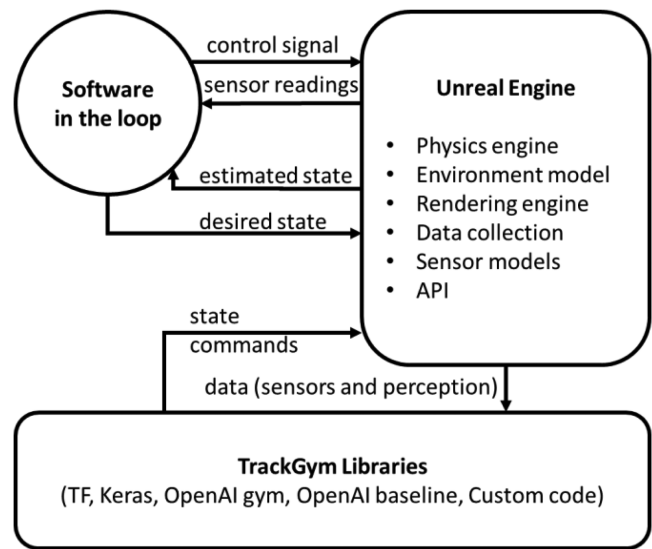 Software
in the loop
control signal
sensor readings
estimated state
desired state
Unreal Engine
• Physics engine
• Environment model
• Rendering engine
• Data collection
• Sensor models
• API
state
commands
data (sensors and perception)
TrackGym Libraries
(TF, Keras, OpenAI gym, OpenAI baseline, Custom code)